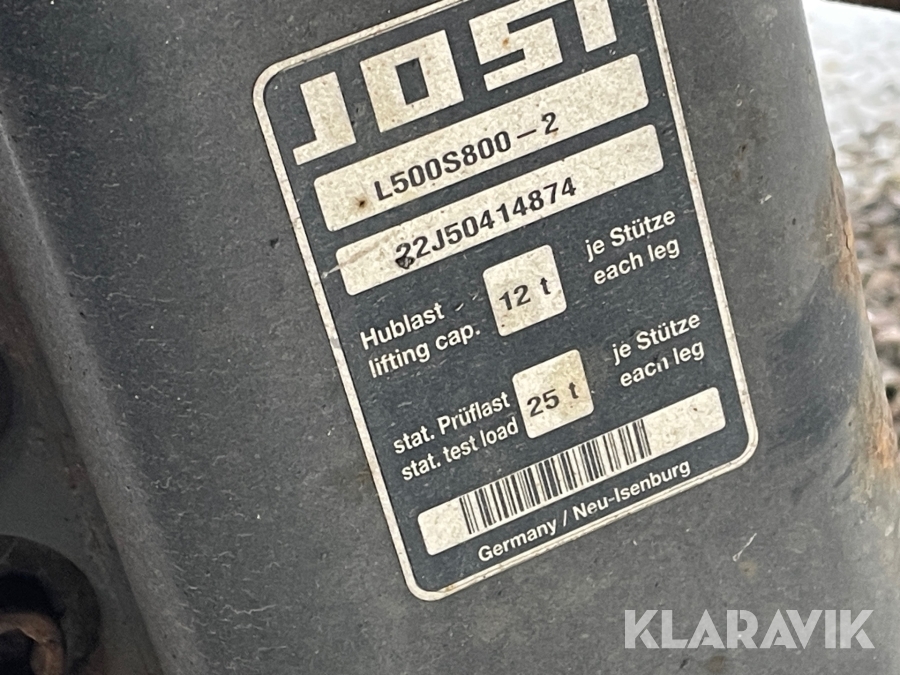 JOST
L500S800-2
22J50414874
Hublast
lifting cap.
12 t
je Stütze
each leg
stat. Prüflast
stat. test load
25 t
je Stütze
each leg
Germany / Neu-Isenburg
KLARAVIK